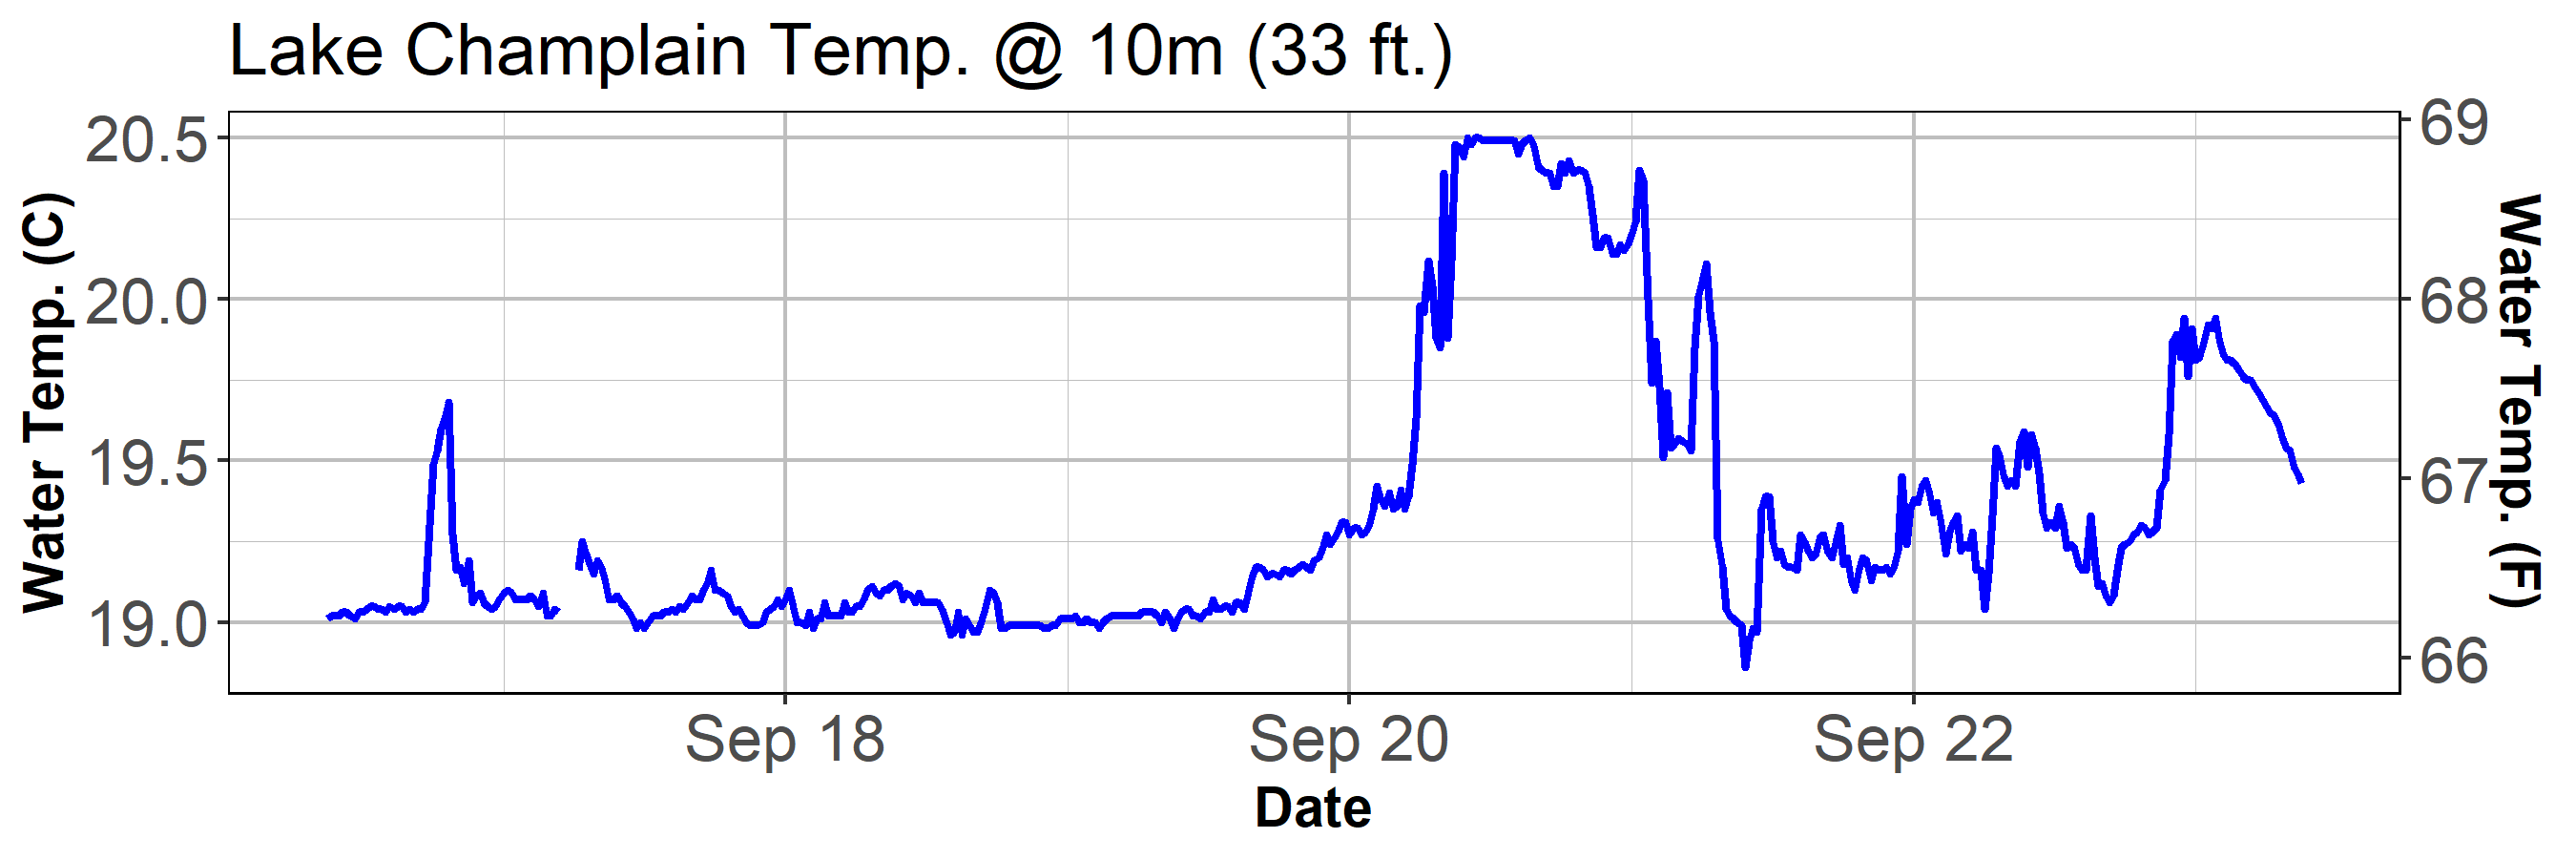 Lake Champlain Temp. @ 10m (33 ft.)
Water Temp. (C)
20.5
20.0
19.5
19.0
69
68
67
66
Water Temp. (F)
Sep 18
Sep 20
Sep 22
Date